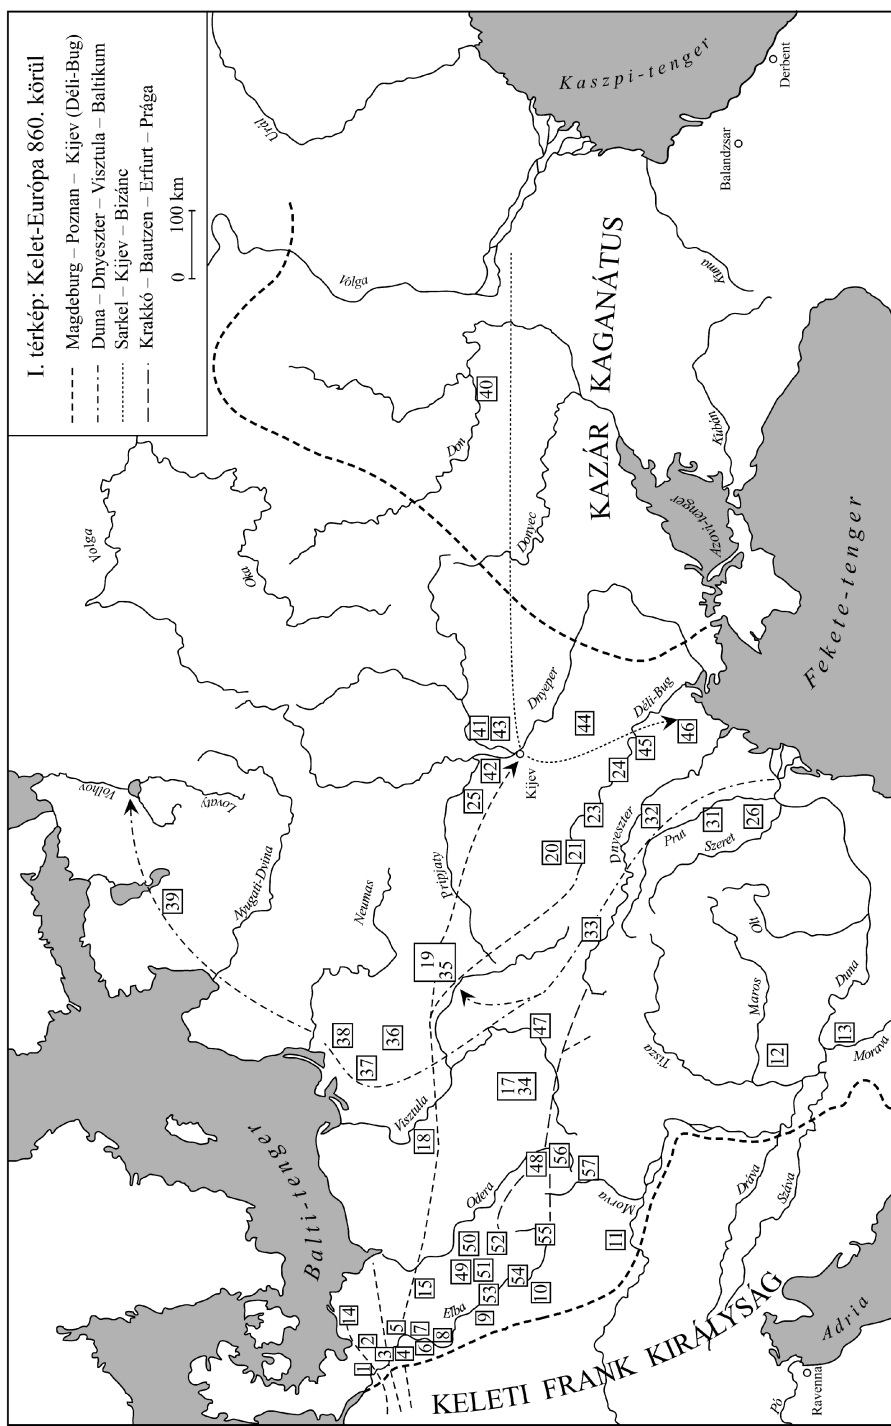 I. térkép: Kelet-Európa 860. körül
Magdeburg – Poznan – Kijev (Déli-Bug)
Duna – Dnyeszter – Visztula – Baltikum
Sarkel – Kijev – Bizánc
Krakkó – Bautzen – Erfurt – Prága
0 100 km
Balti-tenger
Volhov
Lovaty
Nyugati-Dvina
Neumas
Volga
Oka
Urál
Volga
Kaszpi-tenger
Derbent
Balandzsar
Kuma
Kubán
KAZÁR KAGANÁTUS
Don
Donyec
Azovi-tenger
Fekete-tenger
Dnyeper
Déli-Bug
Kijev
Pripjaty
Dnyeszter
Prut
Szeret
Olt
Maros
Duna
Morava
Tisza
Visztula
Odera
Elba
Morva
Dráva
Száva
KELETI FRANK KIRÁLYSÁG
Adria
Pó
Ravenna
1
2
3
4
5
6
7
8
9
10
11
12
13
14
15
17
34
18
19
35
20
21
23
24
25
26
31
32
33
36
37
38
39
40
41
42
43
44
45
46
47
48
49
50
51
52
53
54
55
56
57